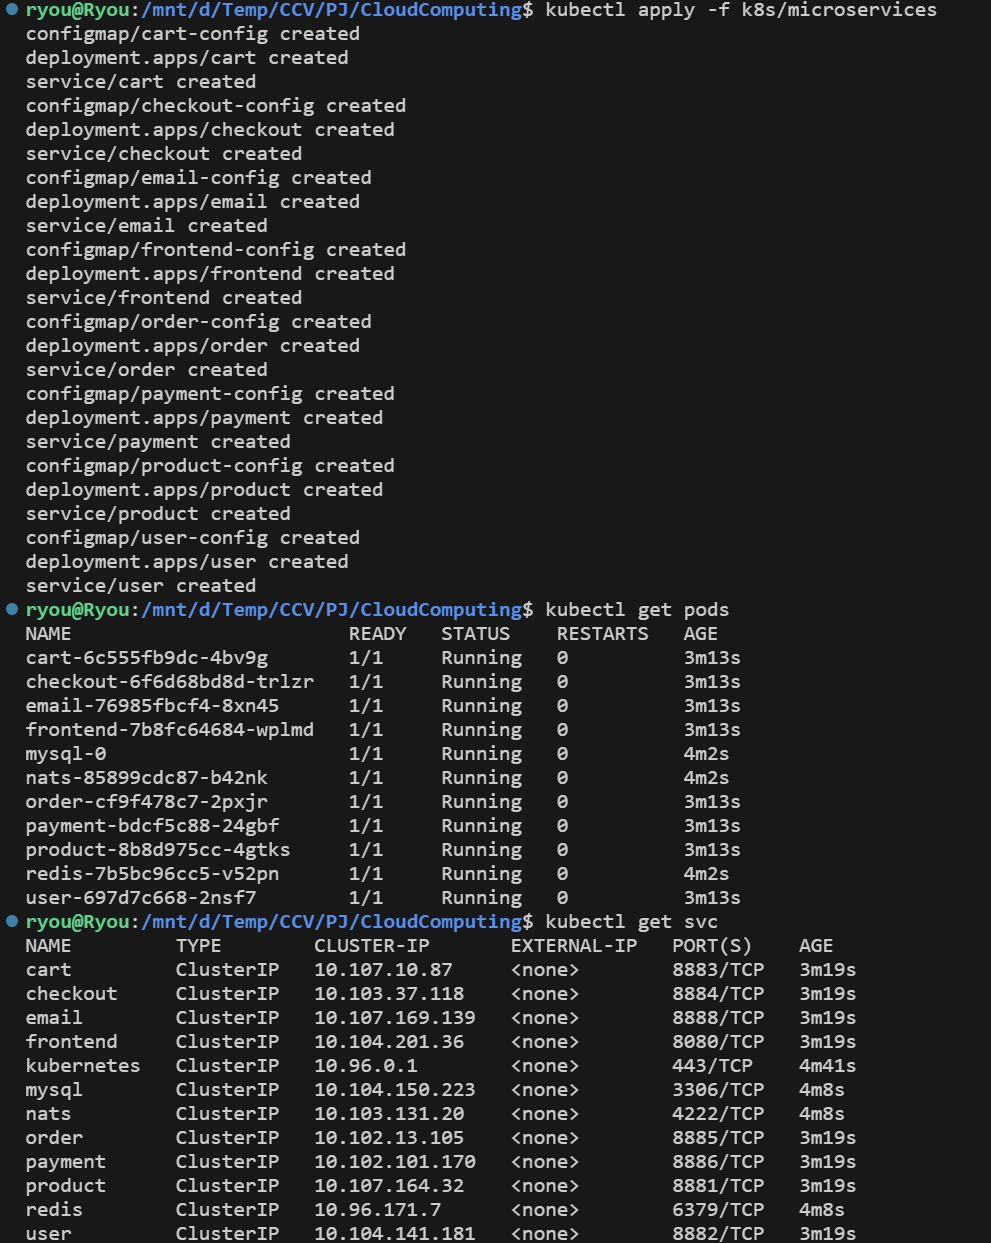 ryou@Ryou:/mnt/d/Temp/CCV/PJ/CloudComputing$ kubectl apply -f k8s/microservices
configmap/cart-config created
deployment.apps/cart created
service/cart created
configmap/checkout-config created
deployment.apps/checkout created
service/checkout created
configmap/email-config created
deployment.apps/email created
service/email created
configmap/frontend-config created
deployment.apps/frontend created
service/frontend created
configmap/order-config created
deployment.apps/order created
service/order created
configmap/payment-config created
deployment.apps/payment created
service/payment created
configmap/product-config created
deployment.apps/product created
service/product created
configmap/user-config created
deployment.apps/user created
service/user created
ryou@Ryou:/mnt/d/Temp/CCV/PJ/CloudComputing$ kubectl get pods
NAME                        READY   STATUS    RESTARTS   AGE
cart-6c555fb9dc-4bv9g       1/1     Running   0          3m13s
checkout-6f6d68bd8d-trlzr   1/1     Running   0          3m13s
email-76985fbcf4-8xn45      1/1     Running   0          3m13s
frontend-7b8fc64684-wplmd   1/1     Running   0          3m13s
mysql-0                     1/1     Running   0          4m2s
nats-85899cdc87-b42nk       1/1     Running   0          4m2s
order-cf9f478c7-2pxjr       1/1     Running   0          3m13s
payment-bdcf5c88-24gbf      1/1     Running   0          3m13s
product-8b8d975cc-4gtks     1/1     Running   0          3m13s
redis-7b5bc96cc5-v52pn      1/1     Running   0          4m2s
user-697d7c668-2nsf7        1/1     Running   0          3m13s
ryou@Ryou:/mnt/d/Temp/CCV/PJ/CloudComputing$ kubectl get svc
NAME         TYPE        CLUSTER-IP       EXTERNAL-IP   PORT(S)    AGE
cart         ClusterIP   10.107.10.87     <none>        8883/TCP   3m19s
checkout     ClusterIP   10.103.37.118    <none>        8884/TCP   3m19s
email        ClusterIP   10.107.169.139   <none>        8888/TCP   3m19s
frontend     ClusterIP   10.104.201.36    <none>        8080/TCP   3m19s
kubernetes   ClusterIP   10.96.0.1        <none>        443/TCP    4m41s
mysql        ClusterIP   10.104.150.223   <none>        3306/TCP   4m8s
nats         ClusterIP   10.103.131.20    <none>        4222/TCP   4m8s
order        ClusterIP   10.102.13.105    <none>        8885/TCP   3m19s
payment      ClusterIP   10.102.101.170   <none>        8886/TCP   3m19s
product      ClusterIP   10.107.164.32    <none>        8881/TCP   3m19s
redis        ClusterIP   10.96.171.7      <none>        6379/TCP   4m8s
user         ClusterIP   10.104.141.181   <none>        8882/TCP   3m19s